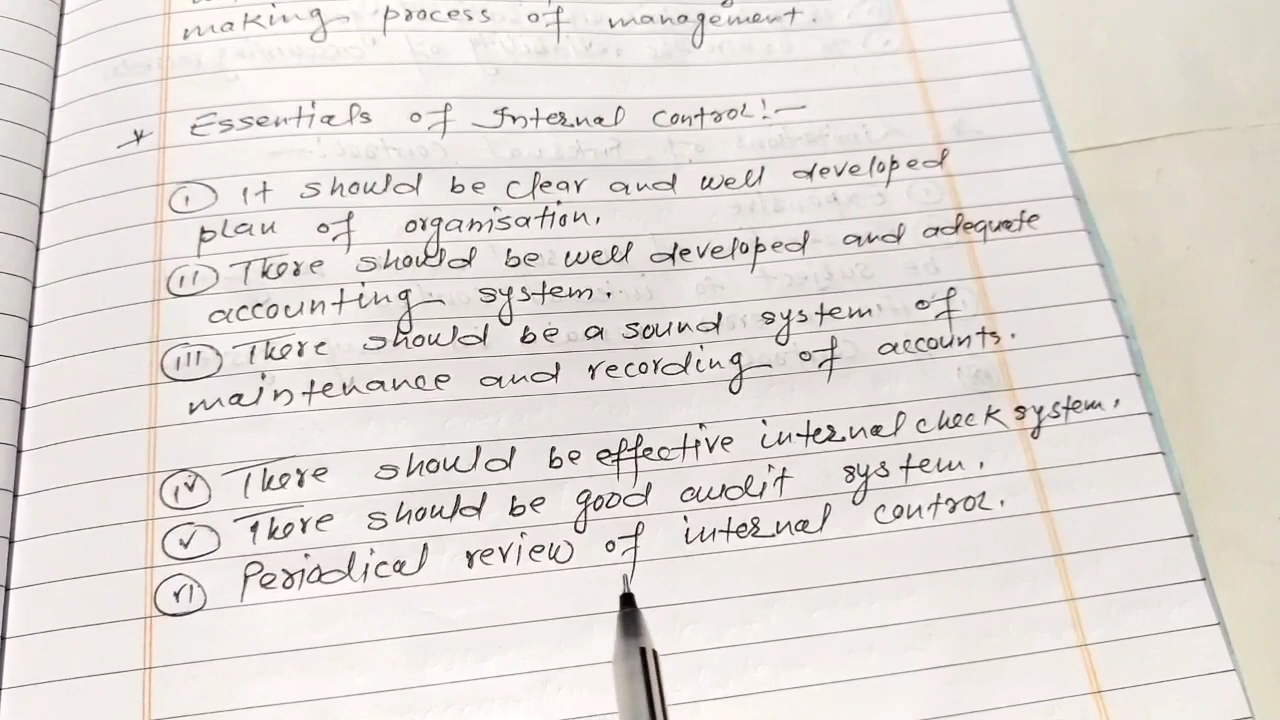 making process of management.
* Essentials of Internal Control:-
(i) It should be clear and well developed
plan of organisation.
(ii) There should be well developed and adequate
accounting system.
(iii) There should be a sound system of
maintenance and recording of accounts.
(iv) There should be effective internal check system.
(v) There should be good audit system.
(vi) Periodical review of internal control.